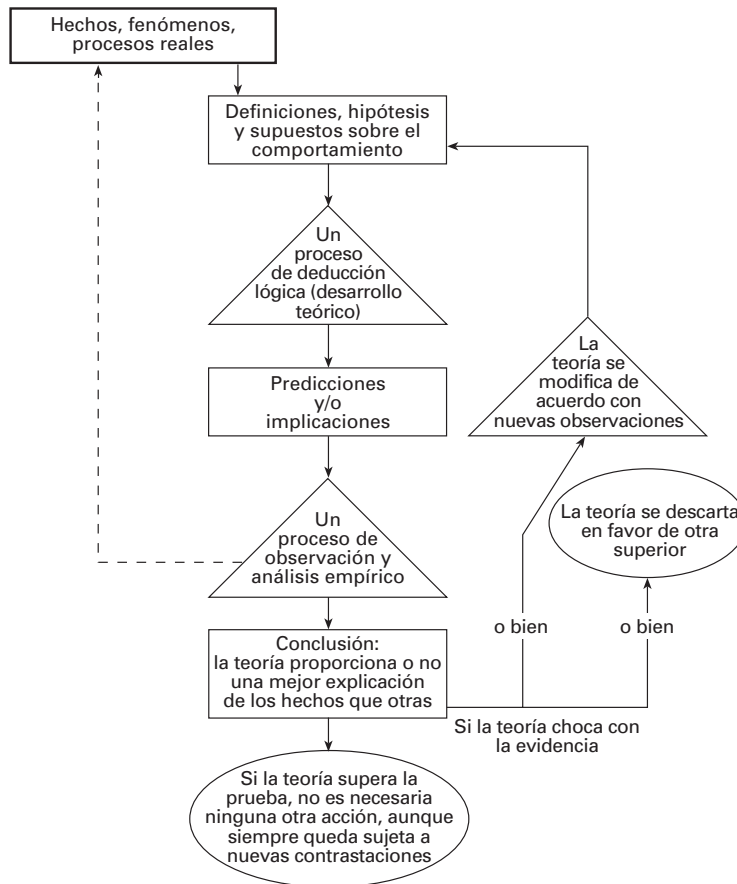 Hechos, fenómenos,
procesos reales
Definiciones, hipótesis
y supuestos sobre el
comportamiento
Un
proceso
de deducción
lógica (desarrollo
teórico)
Predicciones
y/o
implicaciones
Un
proceso de
observación y
análisis empírico
Conclusión:
la teoría proporciona o no
una mejor explicación
de los hechos que otras
Si la teoría supera la
prueba, no es necesaria
ninguna otra acción, aunque
siempre queda sujeta a
nuevas contrastaciones
Si la teoría choca con
la evidencia
o bien
o bien
La
teoría se
modifica de
acuerdo con
nuevas observaciones
La teoría se descarta
en favor de otra
superior